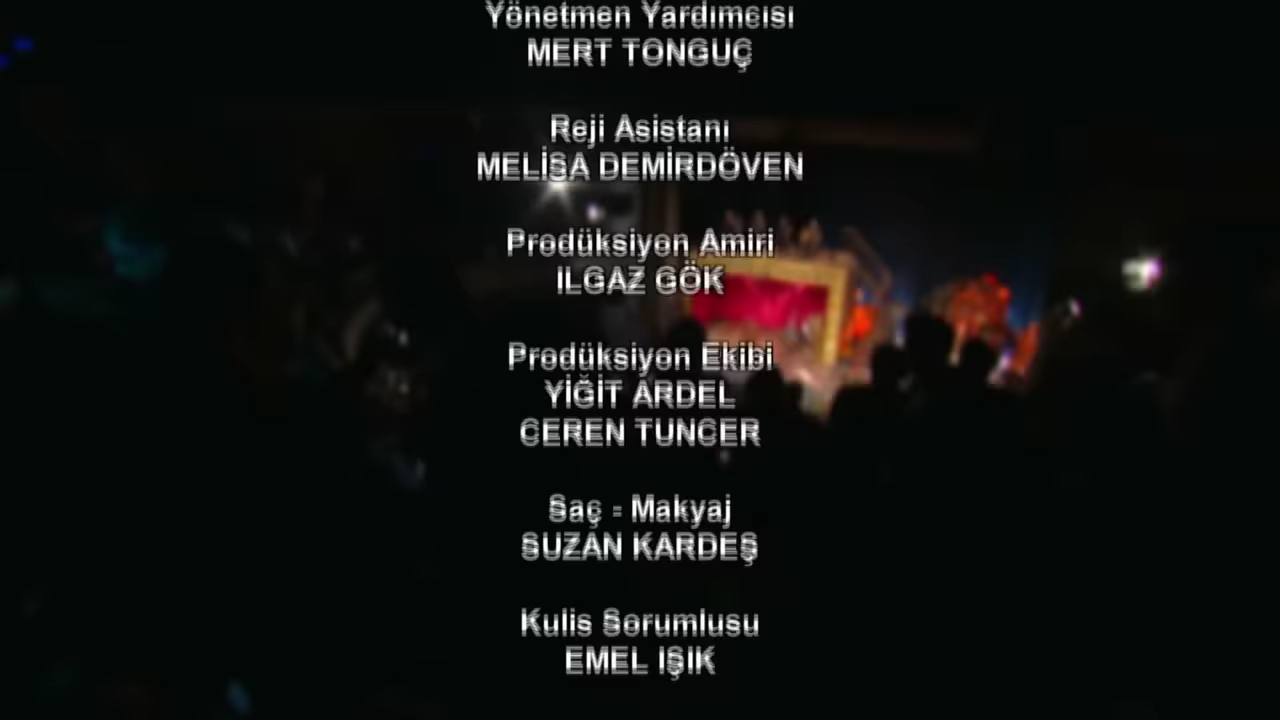 Yönetmen Yardımcısı
MERT TONGUÇ
Reji Asistanı
MELİSA DEMİRDÖVEN
Prodüksiyon Amiri
ILGAZ GÖK
Prodüksiyon Ekibi
YİĞİT ARDEL
CEREN TUNCER
Saç - Makyaj
SUZAN KARDEŞ
Kulis Sorumlusu
EMEL IŞIK